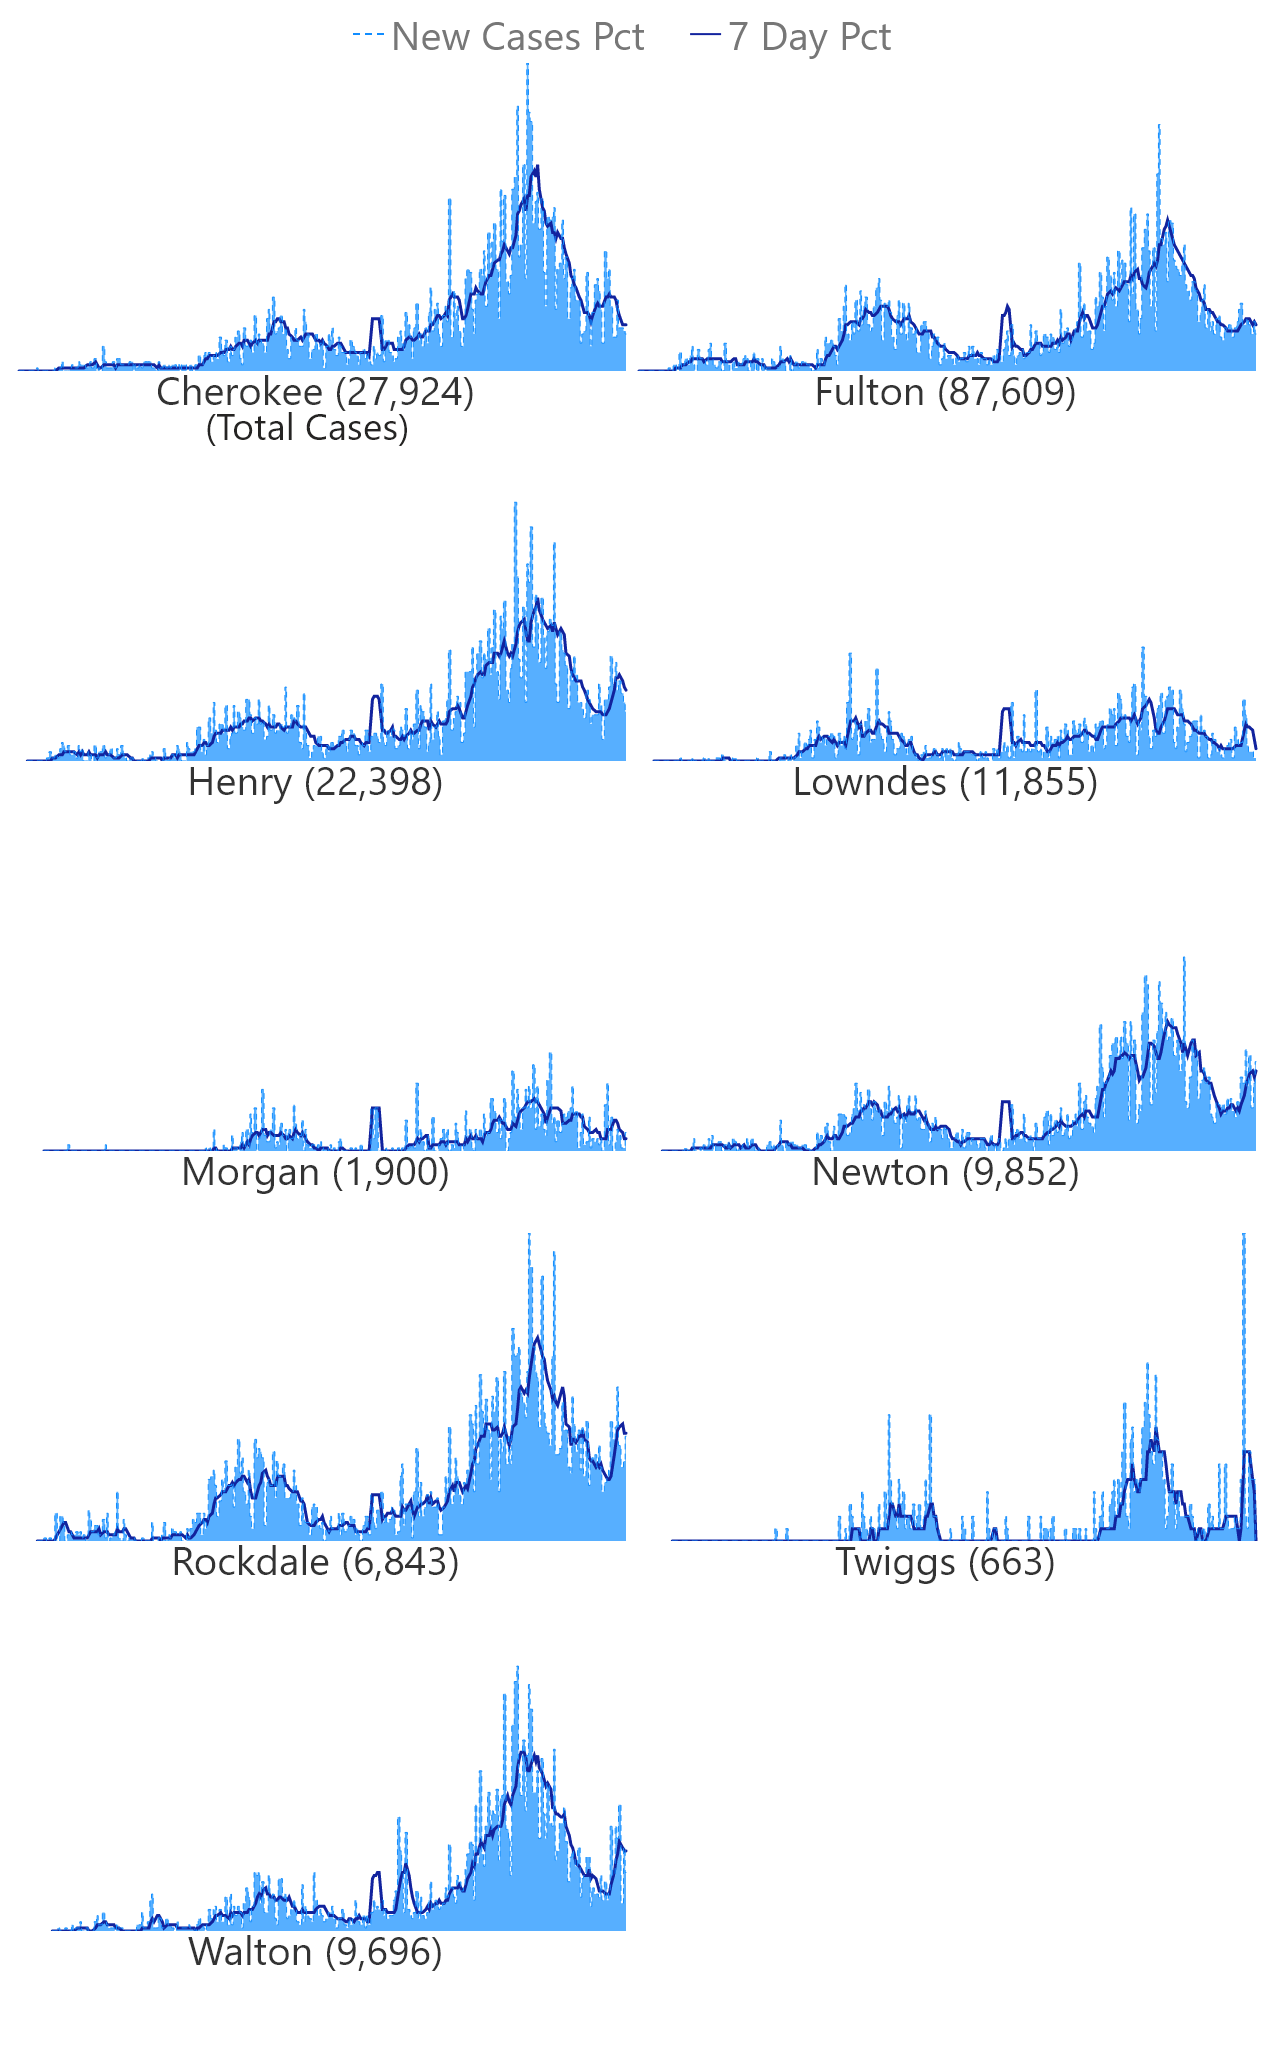 New Cases Pct 7 Day Pct
Cherokee (27,924) Fulton (87,609)
(Total Cases)
Henry (22,398) Lowndes (11,855)
Morgan (1,900) Newton (9,852)
Rockdale (6,843) Twiggs (663)
Walton (9,696)